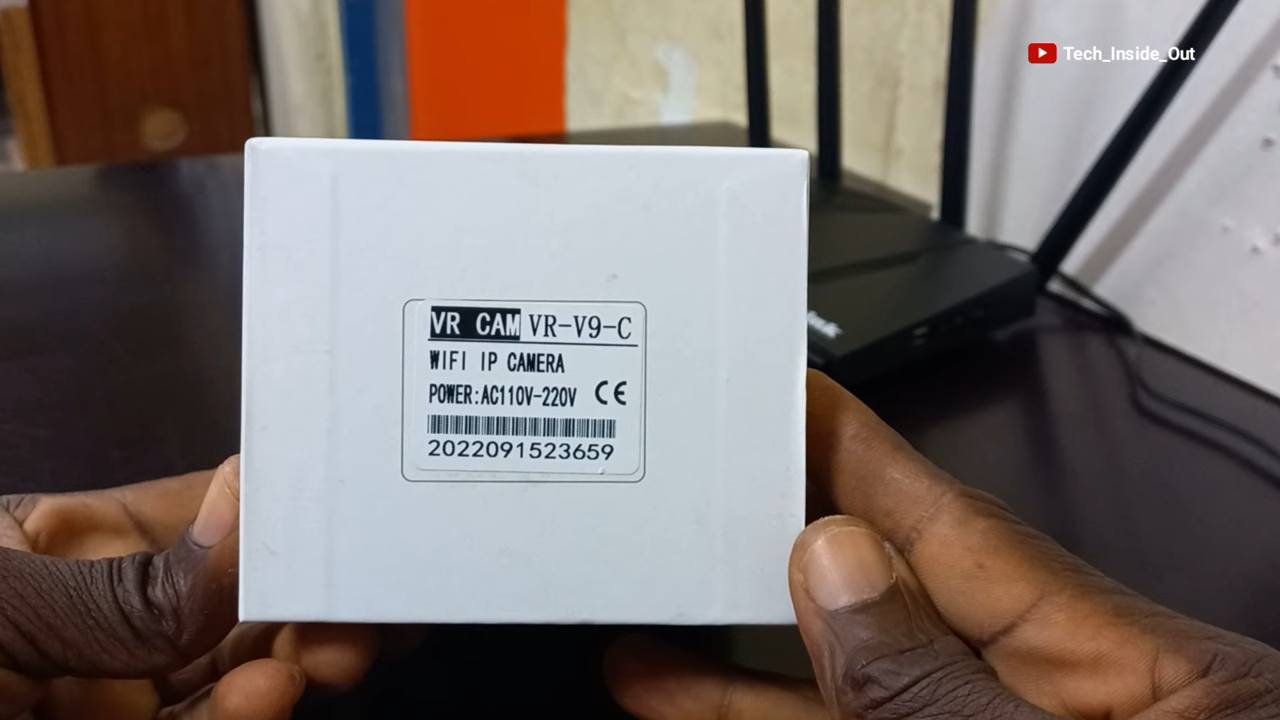 Tech_Inside_Out
VR CAM VR-V9-C
WIFI IP CAMERA
POWER:AC110V-220V CE
2022091523659